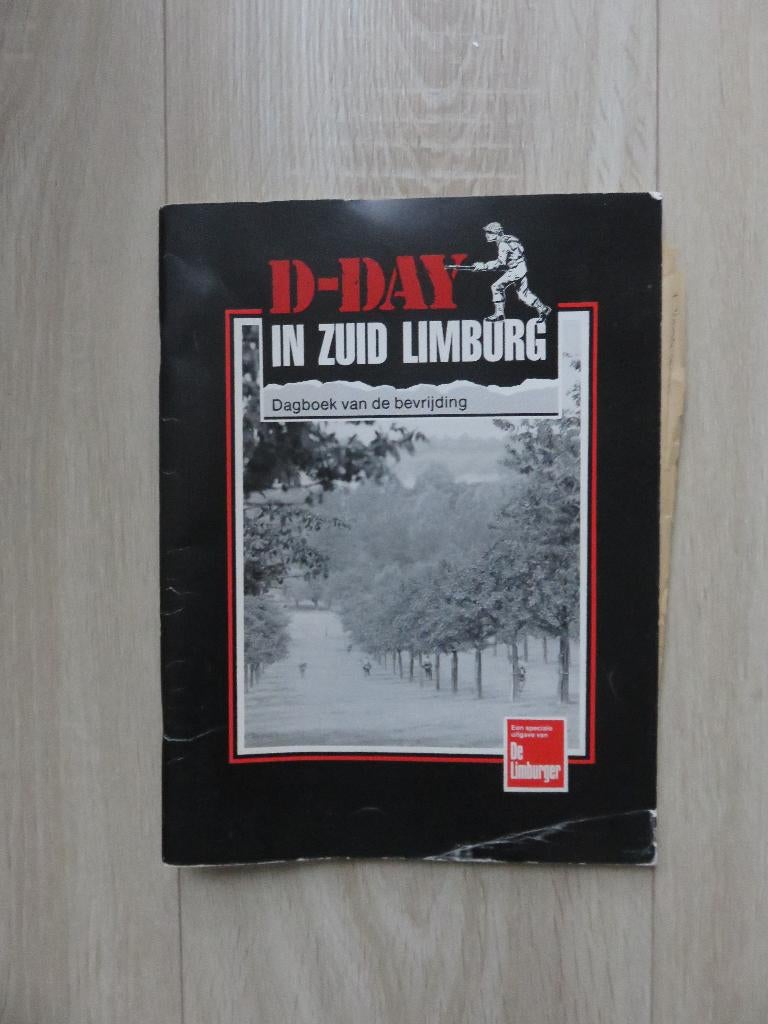 D-DAY
IN ZUID LIMBURG
Dagboek van de bevrijding
Een speciale
uitgave van
De
Limburger